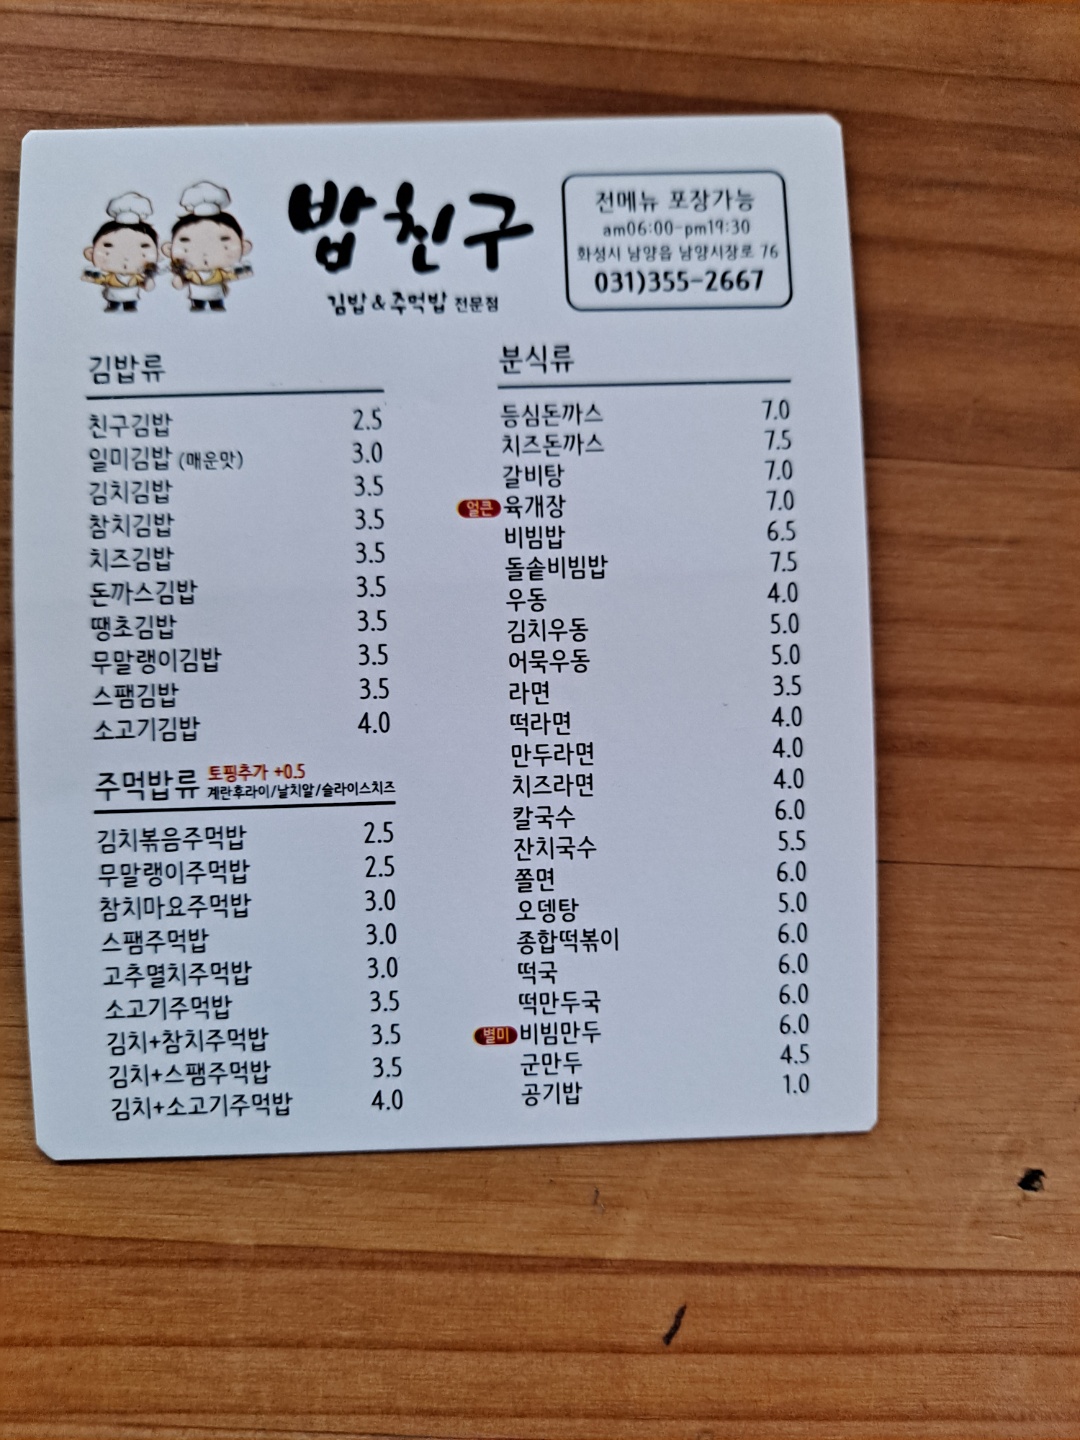 밥친구
김밥&주먹밥 전문점
전메뉴 포장가능
am06:00-pm19:30
화성시 남양읍 남양시장로 76
031)355-2667
김밥류
친구김밥 2.5
일미김밥 (매운맛) 3.0
김치김밥 3.5
참치김밥 3.5
치즈김밥 3.5
돈까스김밥 3.5
땡초김밥 3.5
무말랭이김밥 3.5
스팸김밥 3.5
소고기김밥 4.0
주먹밥류 토핑추가 +0.5
계란후라이/날치알/슬라이스치즈
김치볶음주먹밥 2.5
무말랭이주먹밥 2.5
참치마요주먹밥 3.0
스팸주먹밥 3.0
고추멸치주먹밥 3.0
소고기주먹밥 3.5
김치+참치주먹밥 3.5
김치+스팸주먹밥 3.5
김치+소고기주먹밥 4.0
분식류
등심돈까스 7.0
치즈돈까스 7.5
갈비탕 7.0
얼큰 육개장 7.0
비빔밥 6.5
돌솥비빔밥 7.5
우동 4.0
김치우동 5.0
어묵우동 5.0
라면 3.5
떡라면 4.0
만두라면 4.0
치즈라면 4.0
칼국수 6.0
잔치국수 5.5
쫄면 6.0
오뎅탕 5.0
종합떡볶이 6.0
떡국 6.0
떡만두국 6.0
별미 비빔만두 6.0
군만두 4.5
공기밥 1.0